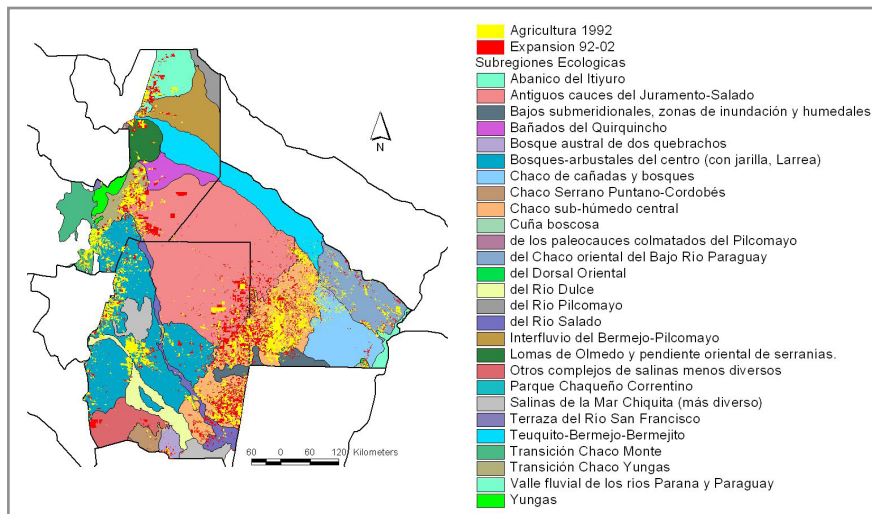 Agricultura 1992
Expansion 92-02
Subregiones Ecologicas
Abanico del Itiyuro
Antiguos cauces del Juramento-Salado
Bajos submeridionales, zonas de inundación y humedales
Bañados del Quirquincho
Bosque austral de dos quebrachos
Bosques-arbustales del centro (con jarilla, Larrea)
Chaco de cañadas y bosques
Chaco Serrano Puntano-Cordobés
Chaco sub-húmedo central
Cuña boscosa
de los paleocauces colmatados del Pilcomayo
del Chaco oriental del Bajo Río Paraguay
del Dorsal Oriental
del Río Dulce
del Río Pilcomayo
del Río Salado
Interfluvio del Bermejo-Pilcomayo
Lomas de Olmedo y pendiente oriental de serranías.
Otros complejos de salinas menos diversos
Parque Chaqueño Correntino
Salinas de la Mar Chiquita (más diverso)
Terraza del Río San Francisco
Teuquito-Bermejo-Bermejito
Transición Chaco Monte
Transición Chaco Yungas
Valle fluvial de los rios Parana y Paraguay
Yungas
N
60 0 60 120 Kilometers